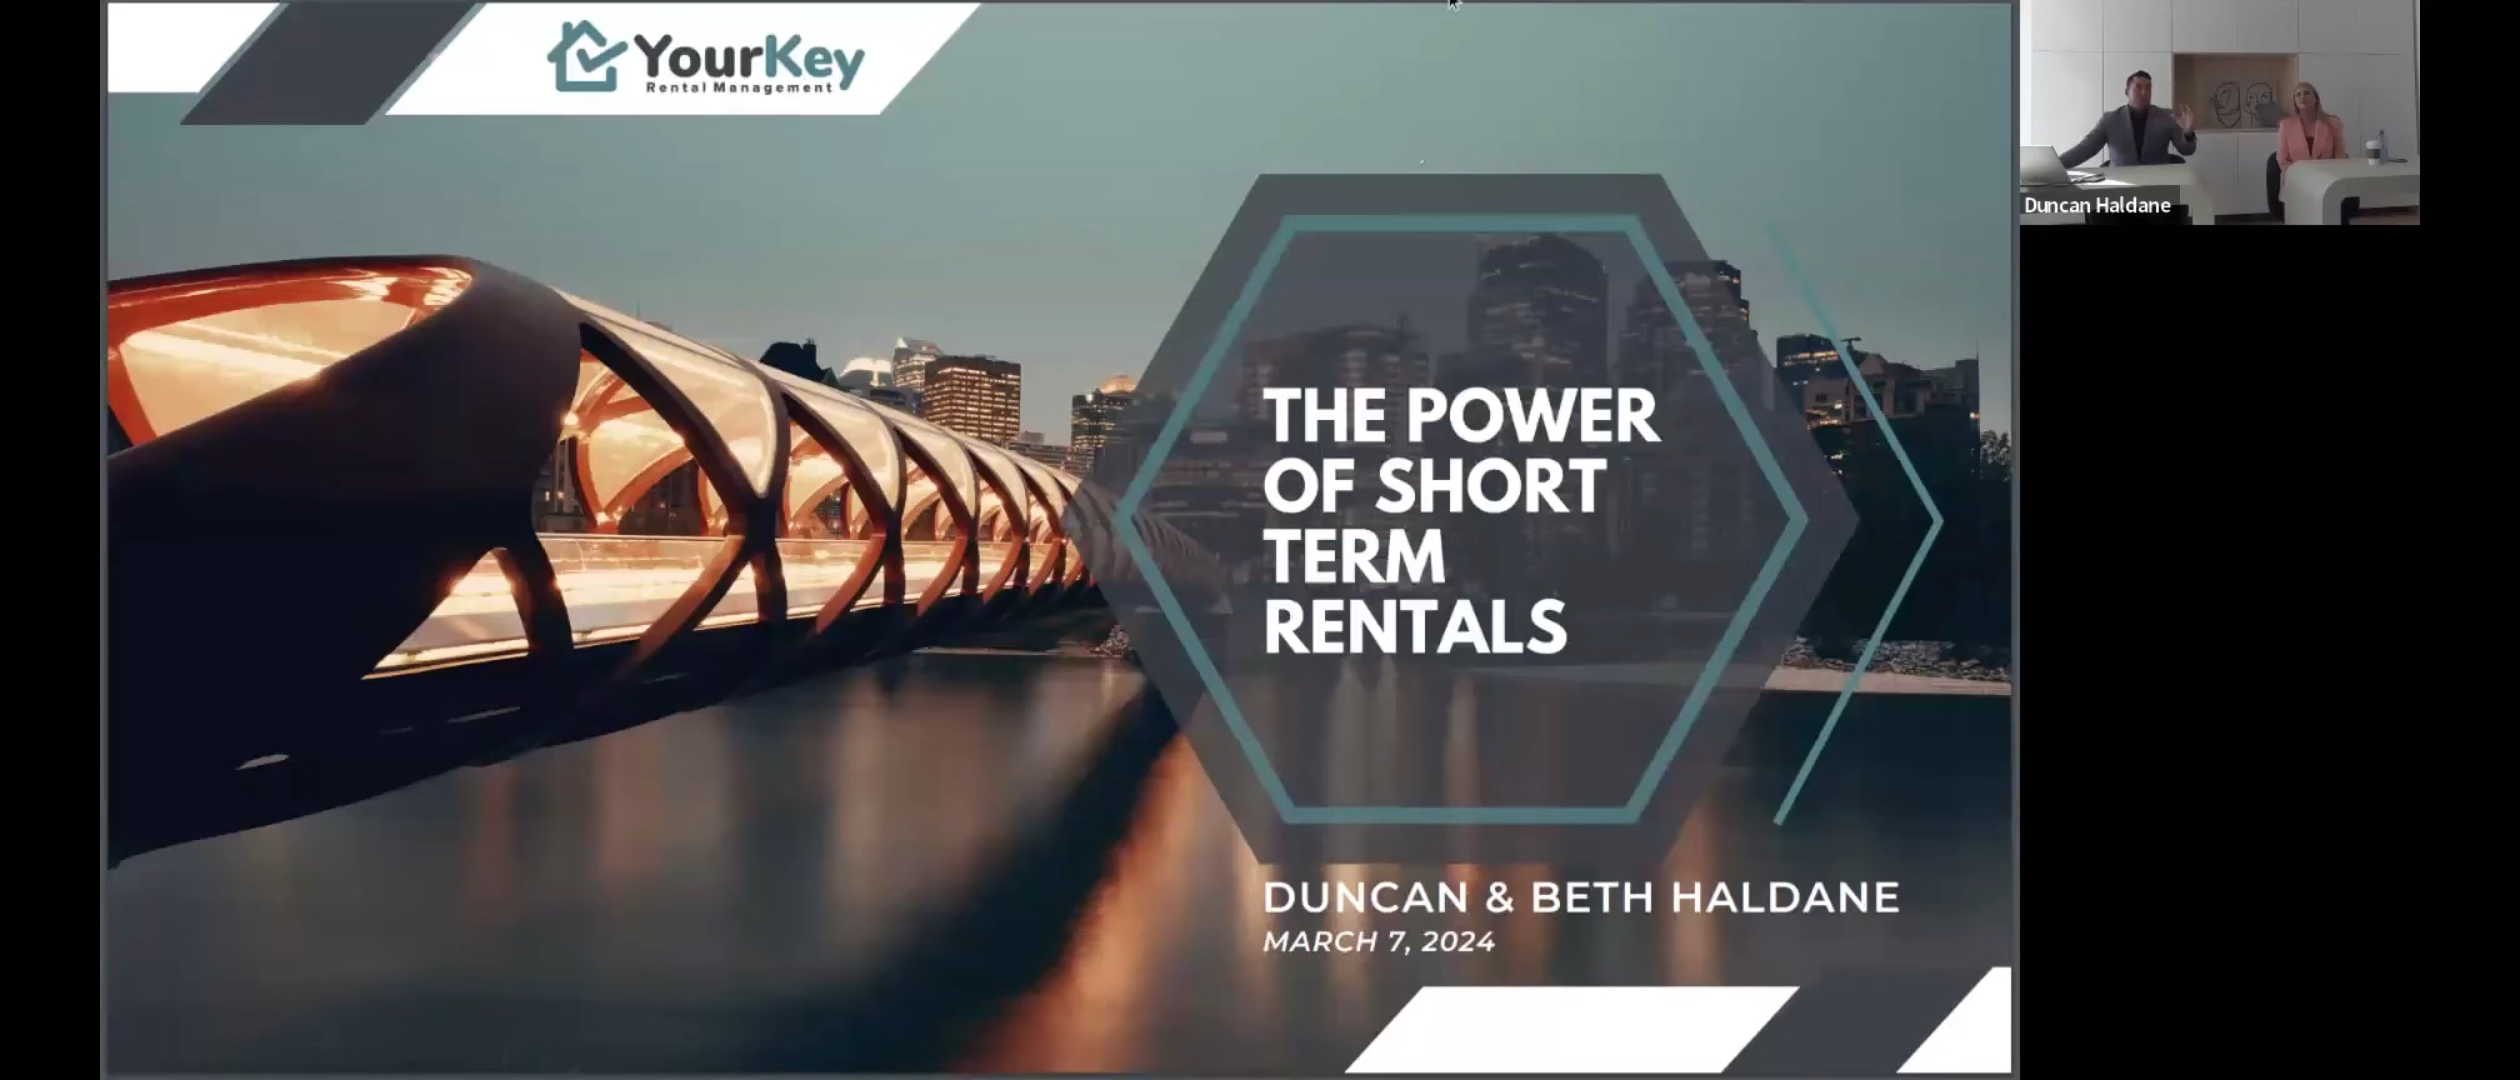 YourKey
Rental Management
THE POWER
OF SHORT
TERM
RENTALS
DUNCAN & BETH HALDANE
MARCH 7, 2024
Duncan Haldane